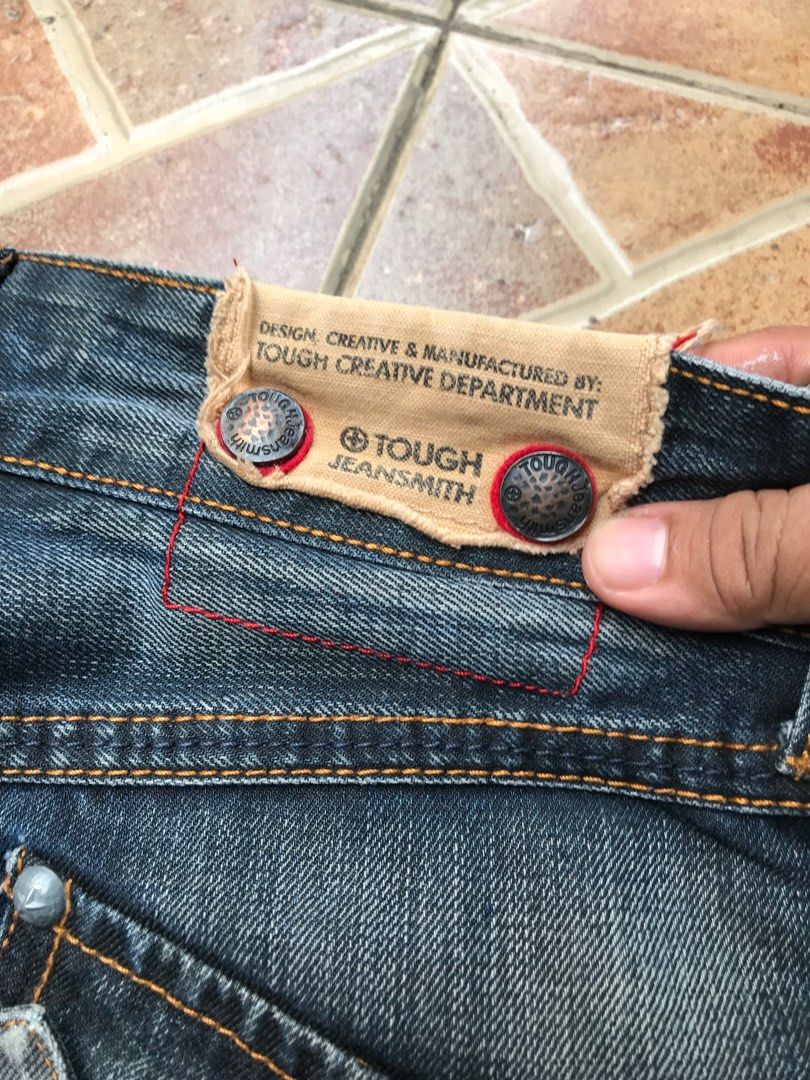 DESIGN, CREATIVE & MANUFACTURED BY:
TOUGH CREATIVE DEPARTMENT
TOUGH
JEANSMITH
TOUGH Jeansmith
TOUGH Jeansmith